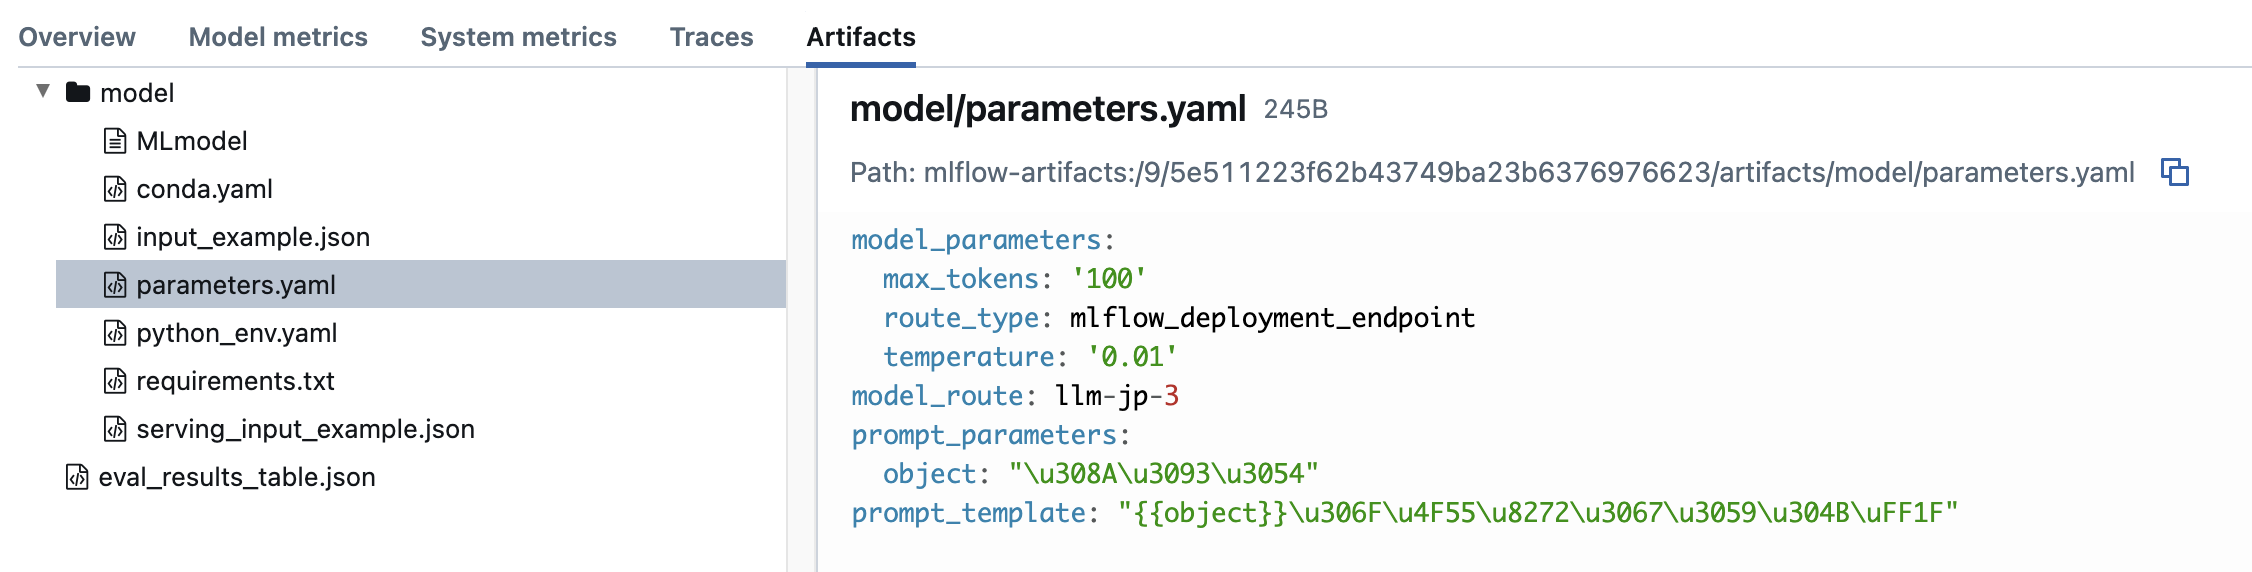 Overview Model metrics System metrics Traces Artifacts
model
MLmodel
conda.yaml
input_example.json
parameters.yaml
python_env.yaml
requirements.txt
serving_input_example.json
eval_results_table.json
model/parameters.yaml 245B
Path: mlflow-artifacts:/9/5e511223f62b43749ba23b6376976623/artifacts/model/parameters.yaml
model_parameters:
  max_tokens: '100'
  route_type: mlflow_deployment_endpoint
  temperature: '0.01'
model_route: llm-jp-3
prompt_parameters:
  object: "\u308A\u3093\u3054"
prompt_template: "{{object}}\u306F\u4F55\u8272\u3067\u3059\u304B\uFF1F"